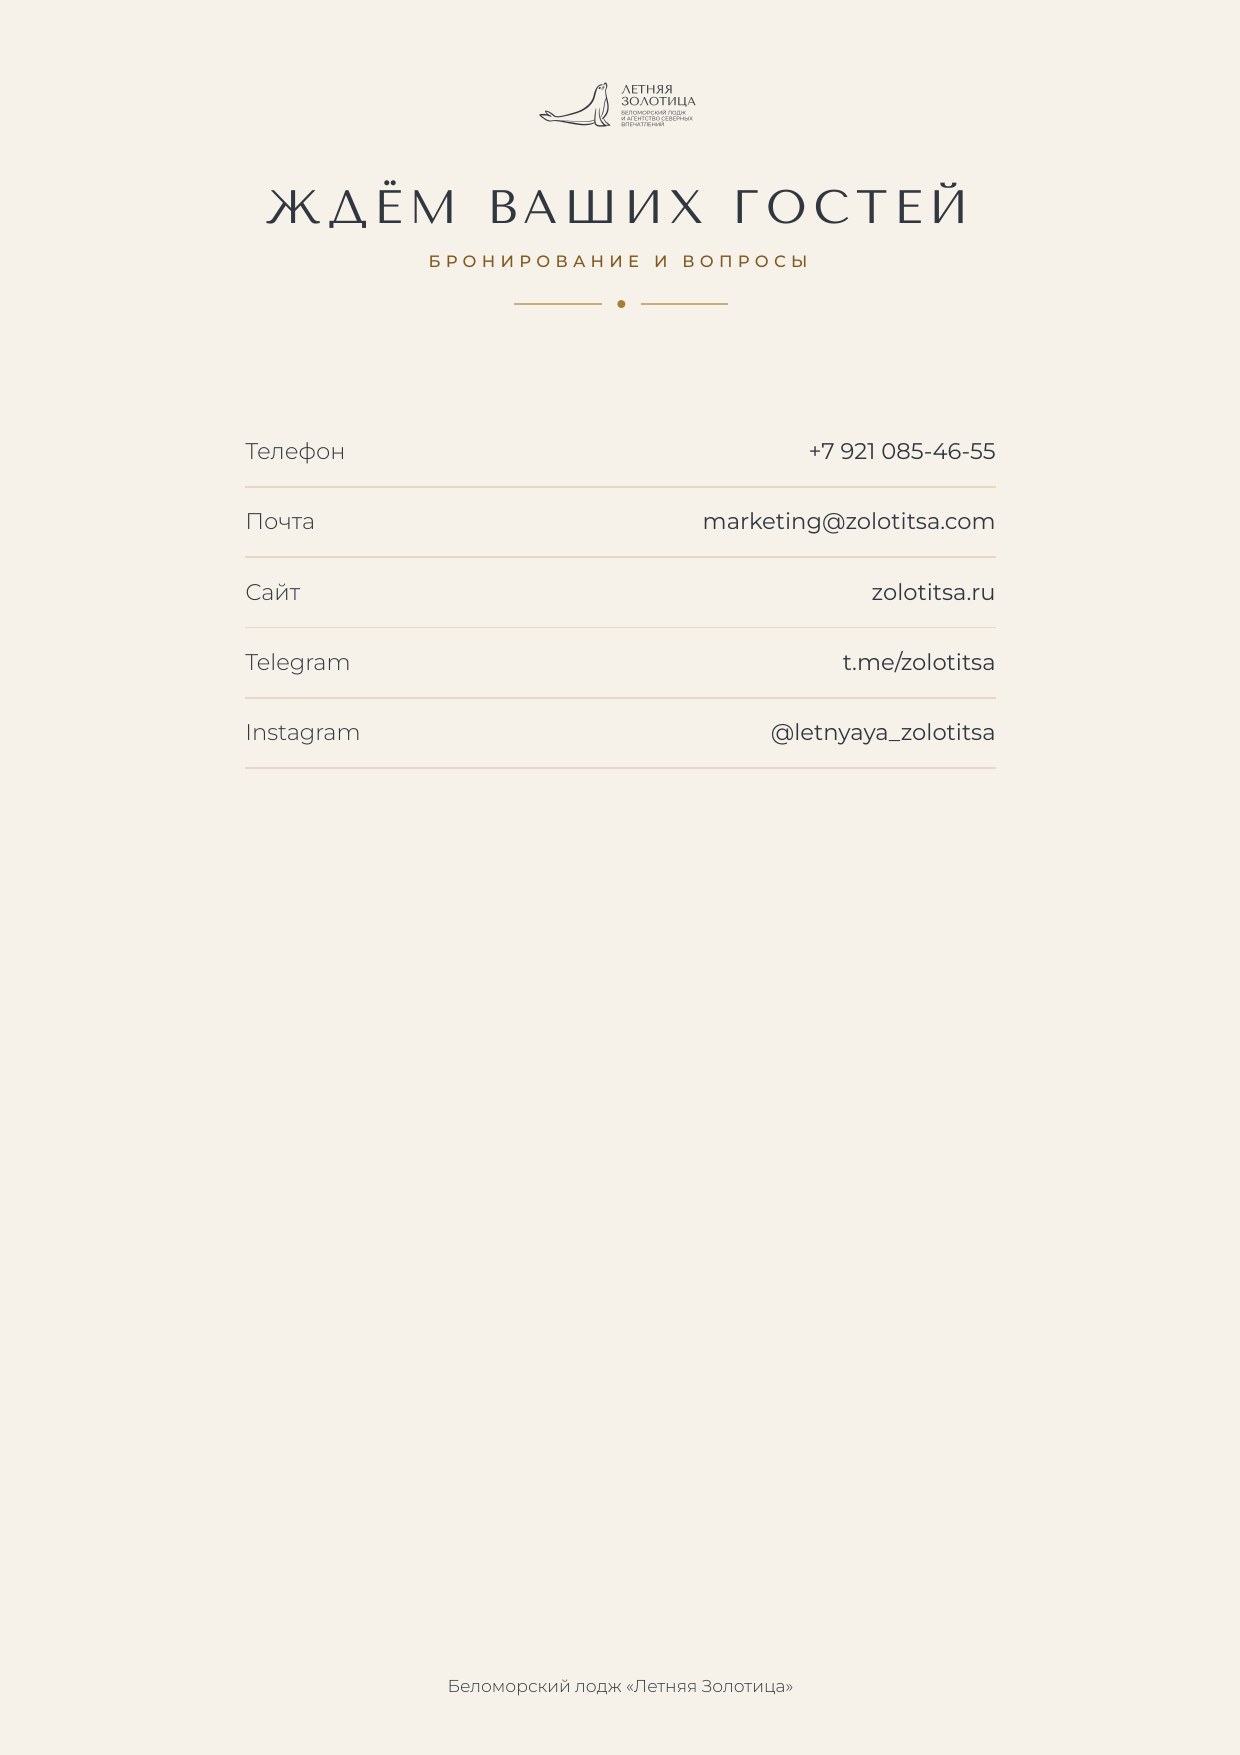 ЛЕТНЯЯ
ЗОЛОТИЦА
БЕЛОМОРСКИЙ ЛОДЖ
И АГЕНТСТВО СЕВЕРНЫХ
ВПЕЧАТЛЕНИЙ
ЖДЁМ ВАШИХ ГОСТЕЙ
БРОНИРОВАНИЕ И ВОПРОСЫ
Телефон +7 921 085-46-55
Почта marketing@zolotitsa.com
Сайт zolotitsa.ru
Telegram t.me/zolotitsa
Instagram @letnyaya_zolotitsa
Беломорский лодж «Летняя Золотица»